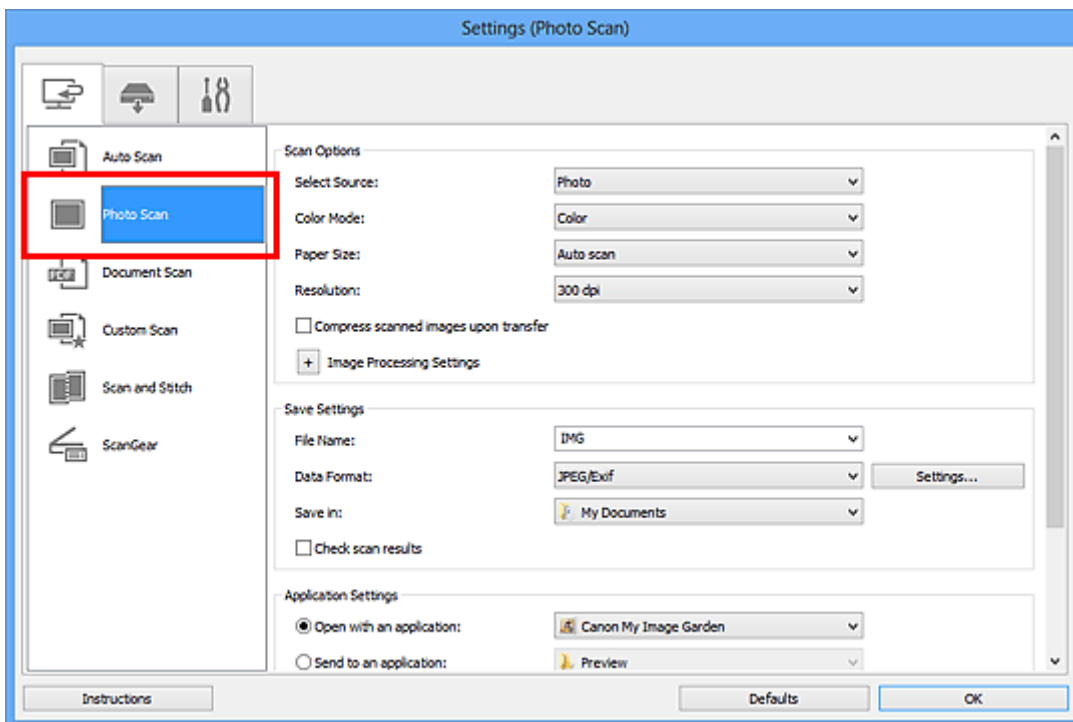 Settings (Photo Scan)
Auto Scan
Photo Scan
Document Scan
Custom Scan
Scan and Stitch
ScanGear
Scan Options
Select Source: Photo
Color Mode: Color
Paper Size: Auto scan
Resolution: 300 dpi
Compress scanned images upon transfer
+ Image Processing Settings
Save Settings
File Name: IMG
Data Format: JPEG/Exif Settings...
Save in: My Documents
Check scan results
Application Settings
Open with an application: Canon My Image Garden
Send to an application: Preview
Instructions Defaults OK